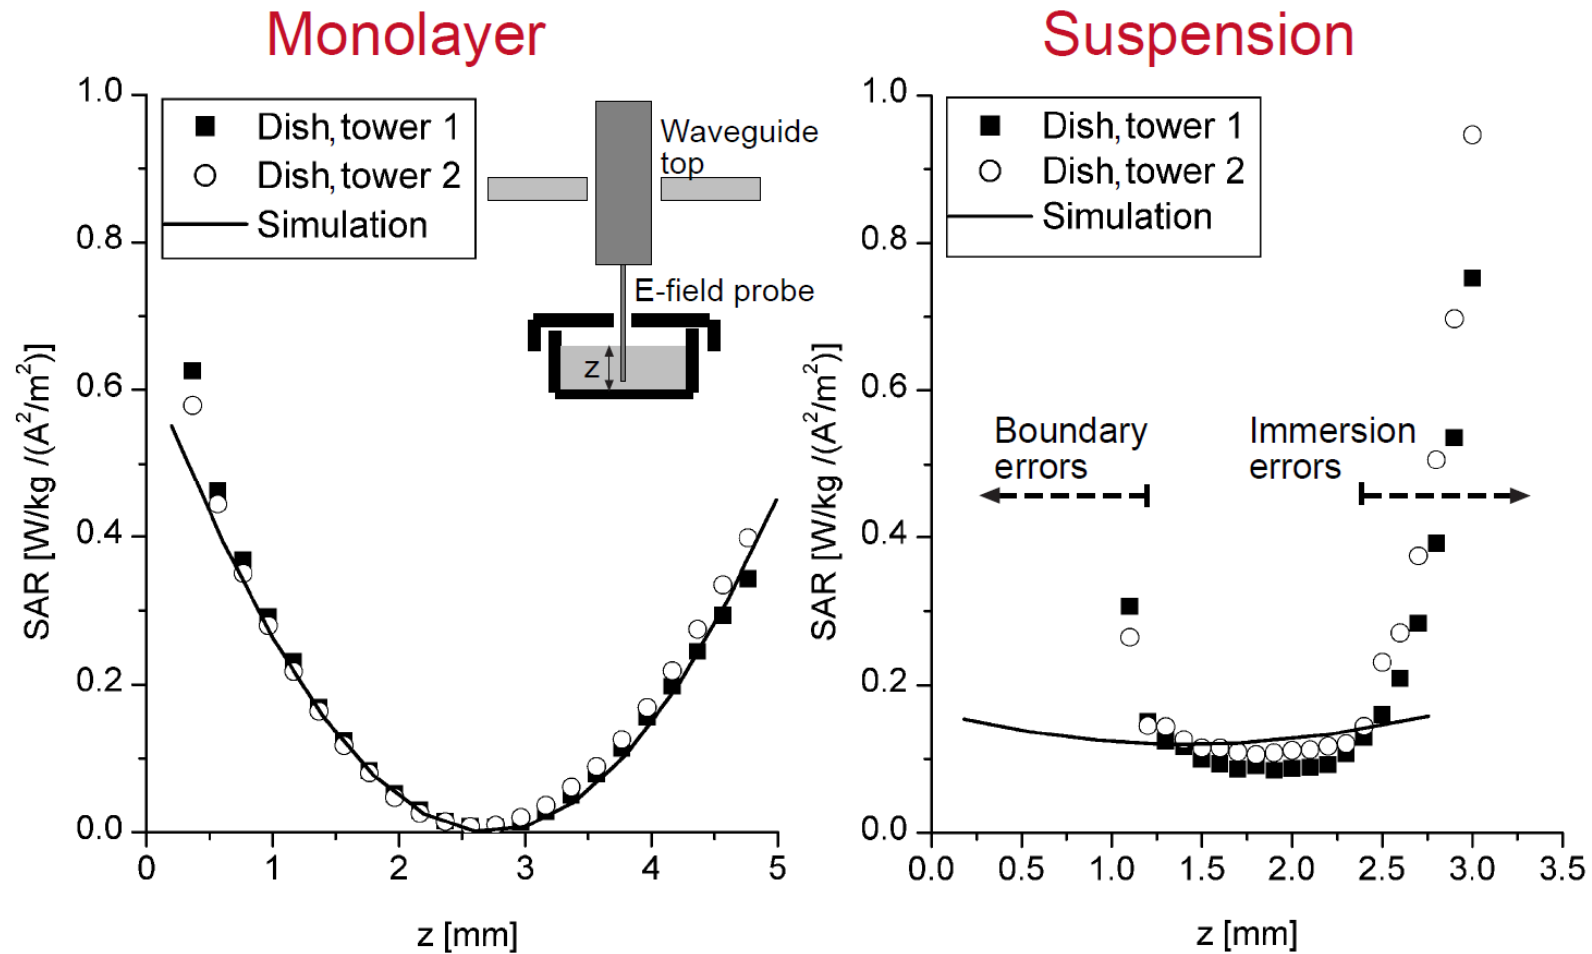 Monolayer
SAR [W/kg /(A²/m²)]
1.0
0.8
0.6
0.4
0.2
0.0
Dish, tower 1
Dish, tower 2
Simulation
Waveguide
top
E-field probe
z
0 1 2 3 4 5
z [mm]
Suspension
SAR [W/kg /(A²/m²)]
1.0
0.8
0.6
0.4
0.2
0.0
Dish, tower 1
Dish, tower 2
Simulation
Boundary
errors
Immersion
errors
0.0 0.5 1.0 1.5 2.0 2.5 3.0 3.5
z [mm]